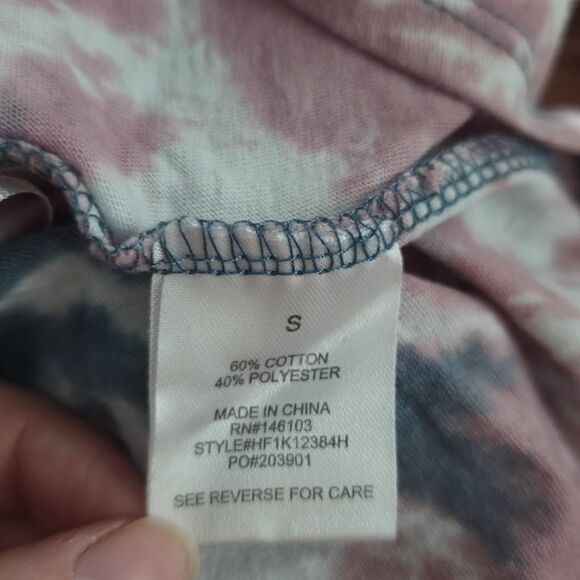 S
60% COTTON
40% POLYESTER
MADE IN CHINA
RN#146103
STYLE#HF1K12384H
PO#203901
SEE REVERSE FOR CARE